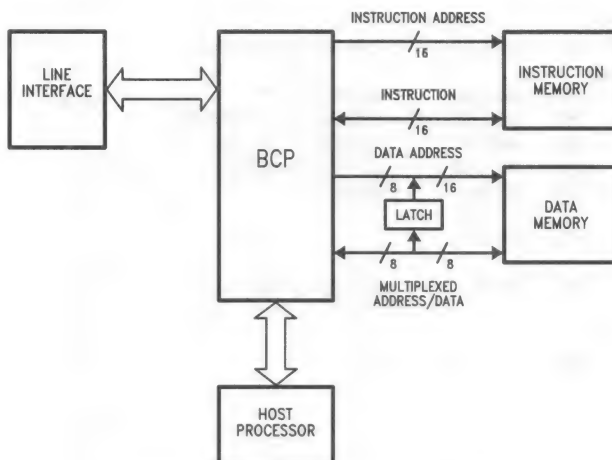 INSTRUCTION ADDRESS
16
LINE
INTERFACE
INSTRUCTION
MEMORY
INSTRUCTION
16
BCP
DATA ADDRESS
8
16
LATCH
DATA
MEMORY
8
8
MULTIPLEXED
ADDRESS/DATA
HOST
PROCESSOR